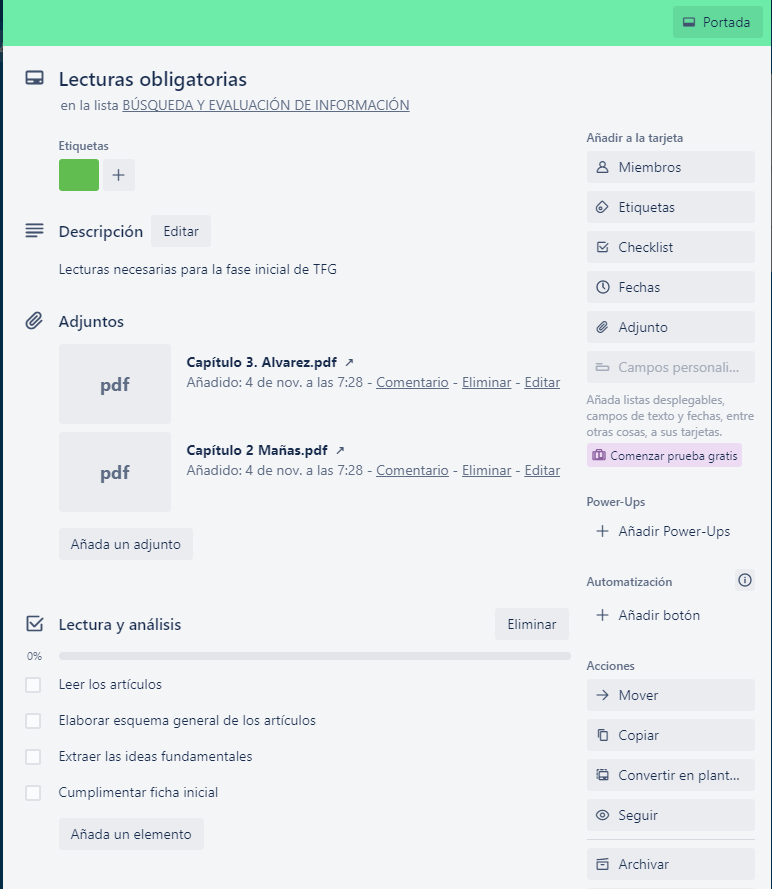 Portada
Lecturas obligatorias
en la lista BÚSQUEDA Y EVALUACIÓN DE INFORMACIÓN
Etiquetas
+
Descripción
Editar
Lecturas necesarias para la fase inicial de TFG
Adjuntos
pdf
Capítulo 3. Alvarez.pdf ↗
Añadido: 4 de nov. a las 7:28 - Comentario - Eliminar - Editar
pdf
Capítulo 2 Mañas.pdf ↗
Añadido: 4 de nov. a las 7:28 - Comentario - Eliminar - Editar
Añada un adjunto
Lectura y análisis
Eliminar
0%
Leer los artículos
Elaborar esquema general de los artículos
Extraer las ideas fundamentales
Cumplimentar ficha inicial
Añada un elemento
Añadir a la tarjeta
Miembros
Etiquetas
Checklist
Fechas
Adjunto
Campos personali...
Añada listas desplegables,
campos de texto y fechas, entre
otras cosas, a sus tarjetas.
Comenzar prueba gratis
Power-Ups
+ Añadir Power-Ups
Automatización
+ Añadir botón
Acciones
Mover
Copiar
Convertir en plant...
Seguir
Archivar